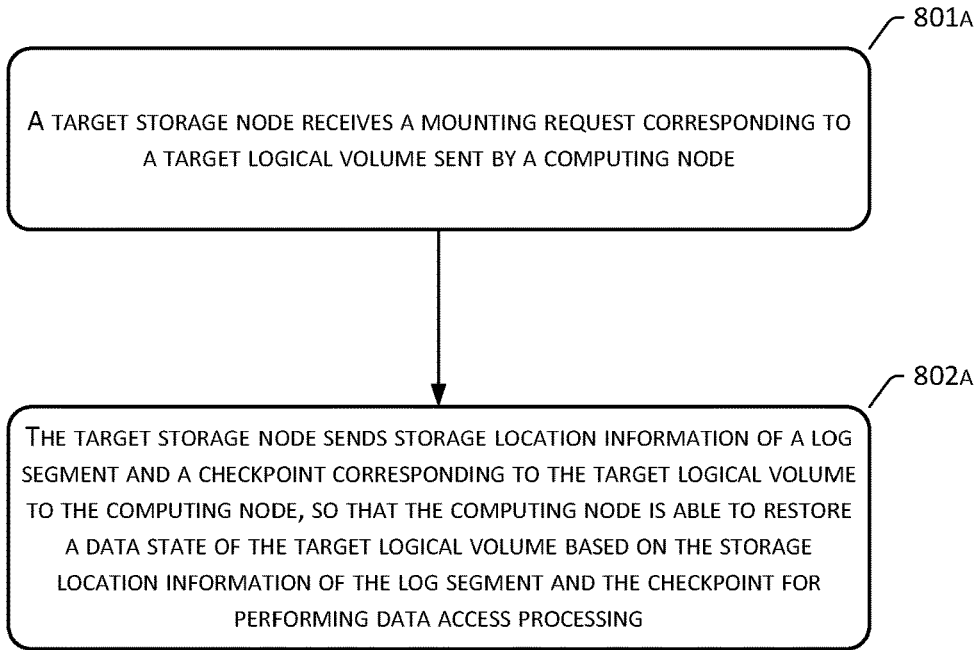 801A
A TARGET STORAGE NODE RECEIVES A MOUNTING REQUEST CORRESPONDING TO
A TARGET LOGICAL VOLUME SENT BY A COMPUTING NODE
802A
THE TARGET STORAGE NODE SENDS STORAGE LOCATION INFORMATION OF A LOG
SEGMENT AND A CHECKPOINT CORRESPONDING TO THE TARGET LOGICAL VOLUME
TO THE COMPUTING NODE, SO THAT THE COMPUTING NODE IS ABLE TO RESTORE
A DATA STATE OF THE TARGET LOGICAL VOLUME BASED ON THE STORAGE
LOCATION INFORMATION OF THE LOG SEGMENT AND THE CHECKPOINT FOR
PERFORMING DATA ACCESS PROCESSING